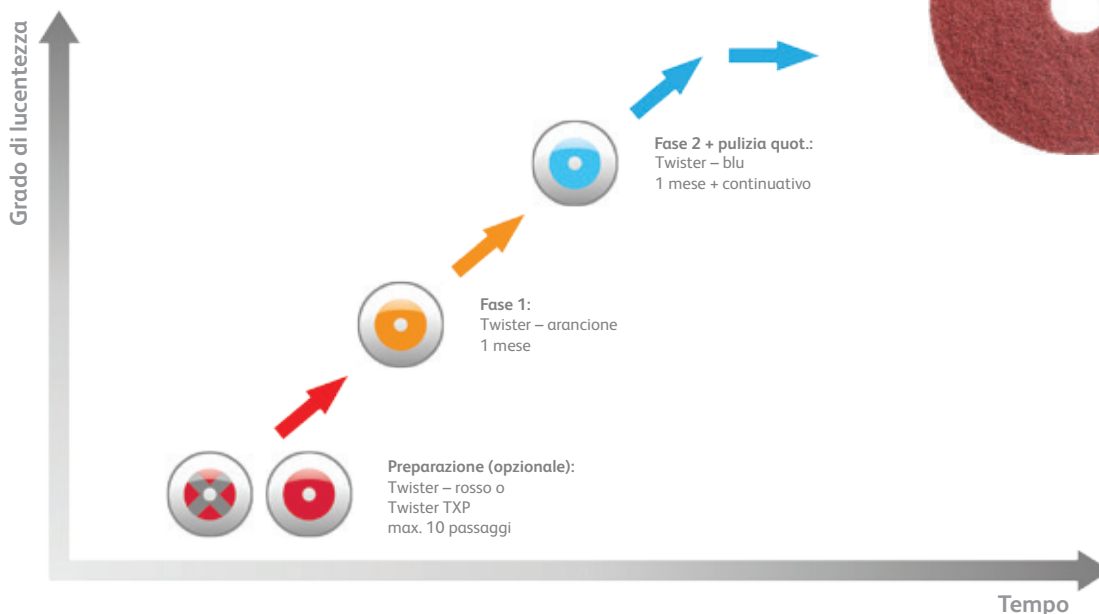 Grado di lucentezza
Fase 2 + pulizia quot.:
Twister – blu
1 mese + continuativo
Fase 1:
Twister – arancione
1 mese
Preparazione (opzionale):
Twister – rosso o
Twister TXP
max. 10 passaggi
Tempo